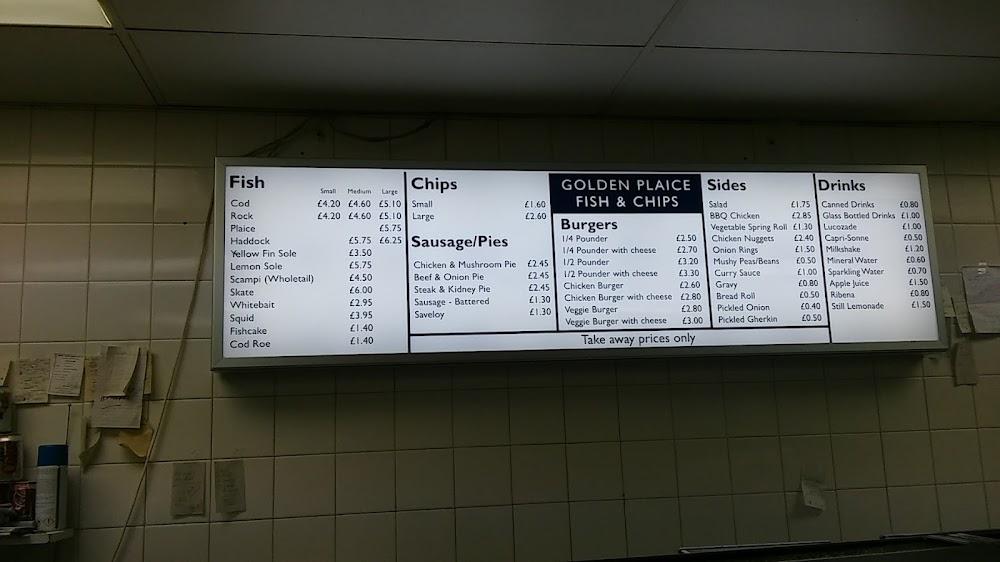 Fish
Small Medium Large
Cod £4.20 £4.60 £5.10
Rock £4.20 £4.60 £5.10
Plaice £5.75
Haddock £5.75 £6.25
Yellow Fin Sole £3.50
Lemon Sole £5.75
Scampi (Wholetail) £4.50
Skate £6.00
Whitebait £2.95
Squid £3.95
Fishcake £1.40
Cod Roe £1.40
Chips
Small £1.60
Large £2.60
Sausage/Pies
Chicken & Mushroom Pie £2.45
Beef & Onion Pie £2.45
Steak & Kidney Pie £2.45
Sausage - Battered £1.30
Saveloy £1.30
GOLDEN PLAICE
FISH & CHIPS
Burgers
1/4 Pounder £2.50
1/4 Pounder with cheese £2.70
1/2 Pounder £3.20
1/2 Pounder with cheese £3.30
Chicken Burger £2.60
Chicken Burger with cheese £2.80
Veggie Burger £2.80
Veggie Burger with cheese £3.00
Sides
Salad £1.75
BBQ Chicken £2.85
Vegetable Spring Roll £1.30
Chicken Nuggets £2.40
Onion Rings £1.50
Mushy Peas/Beans £0.50
Curry Sauce £1.00
Gravy £0.80
Bread Roll £0.50
Pickled Onion £0.40
Pickled Gherkin £0.50
Drinks
Canned Drinks £0.80
Glass Bottled Drinks £1.00
Lucozade £1.00
Capri-Sonne £0.50
Milkshake £1.20
Mineral Water £0.60
Sparkling Water £0.70
Apple Juice £1.50
Ribena £0.80
Still Lemonade £1.50
Take away prices only